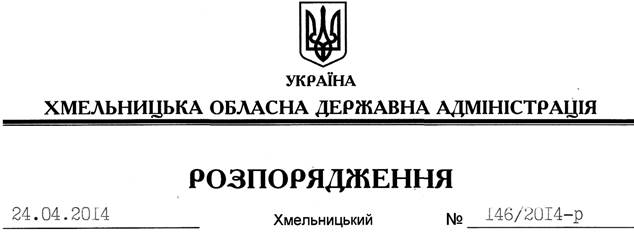 УКРАЇНА
ХМЕЛЬНИЦЬКА ОБЛАСНА ДЕРЖАВНА АДМІНІСТРАЦІЯ
РОЗПОРЯДЖЕННЯ
24.04.2014 Хмельницький № 146/2014-р